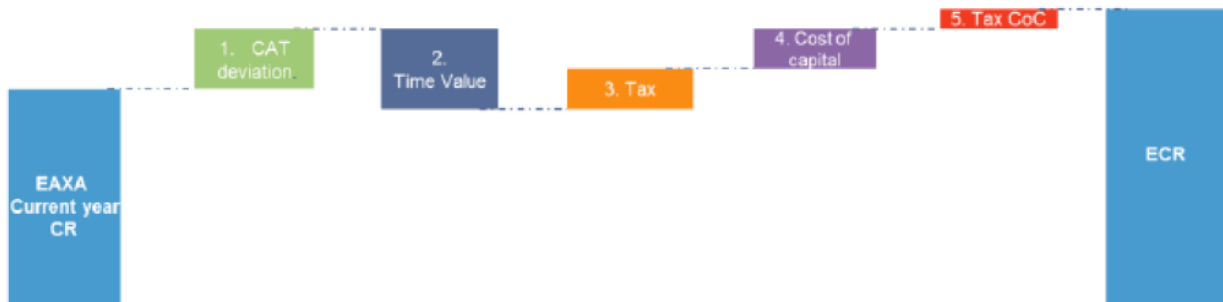 EAXA
Current year
CR
1. CAT
deviation.
2.
Time Value
3. Tax
4. Cost of
capital
5. Tax CoC
ECR